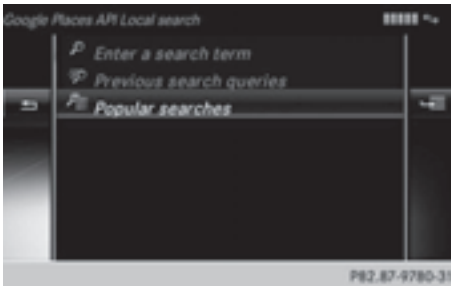 Google Places API Local search
Enter a search term
Previous search queries
Popular searches
P82.87-9780-31